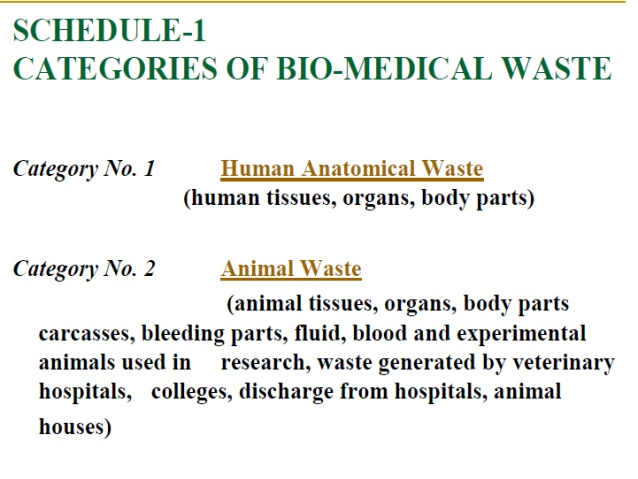 SCHEDULE-1
CATEGORIES OF BIO-MEDICAL WASTE
Category No. 1 Human Anatomical Waste
(human tissues, organs, body parts)
Category No. 2 Animal Waste
(animal tissues, organs, body parts
carcasses, bleeding parts, fluid, blood and experimental
animals used in research, waste generated by veterinary
hospitals, colleges, discharge from hospitals, animal
houses)